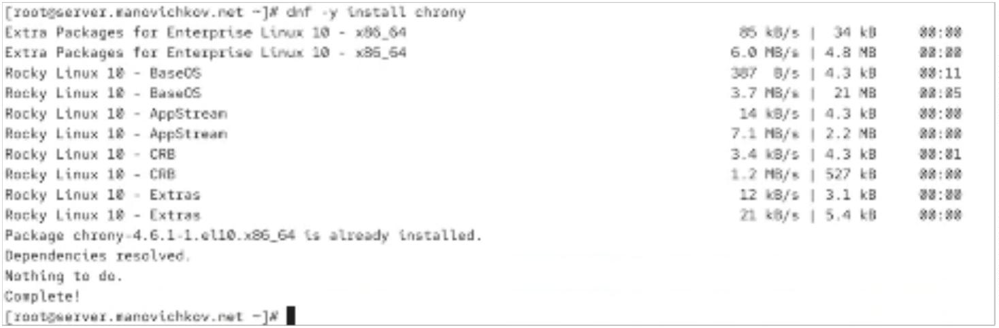 [root@server.manovichkov.net ~]# dnf -y install chrony
Extra Packages for Enterprise Linux 10 - x86_64 85 kB/s | 34 kB 00:00
Extra Packages for Enterprise Linux 10 - x86_64 6.0 MB/s | 4.8 MB 00:00
Rocky Linux 10 - BaseOS 387 B/s | 4.3 kB 00:11
Rocky Linux 10 - BaseOS 3.7 MB/s | 21 MB 00:05
Rocky Linux 10 - AppStream 14 kB/s | 4.3 kB 00:00
Rocky Linux 10 - AppStream 7.1 MB/s | 2.2 MB 00:00
Rocky Linux 10 - CRB 3.4 kB/s | 4.3 kB 00:01
Rocky Linux 10 - CRB 1.2 MB/s | 527 kB 00:00
Rocky Linux 10 - Extras 12 kB/s | 3.1 kB 00:00
Rocky Linux 10 - Extras 21 kB/s | 5.4 kB 00:00
Package chrony-4.6.1-1.el10.x86_64 is already installed.
Dependencies resolved.
Nothing to do.
Complete!
[root@server.manovichkov.net ~]#